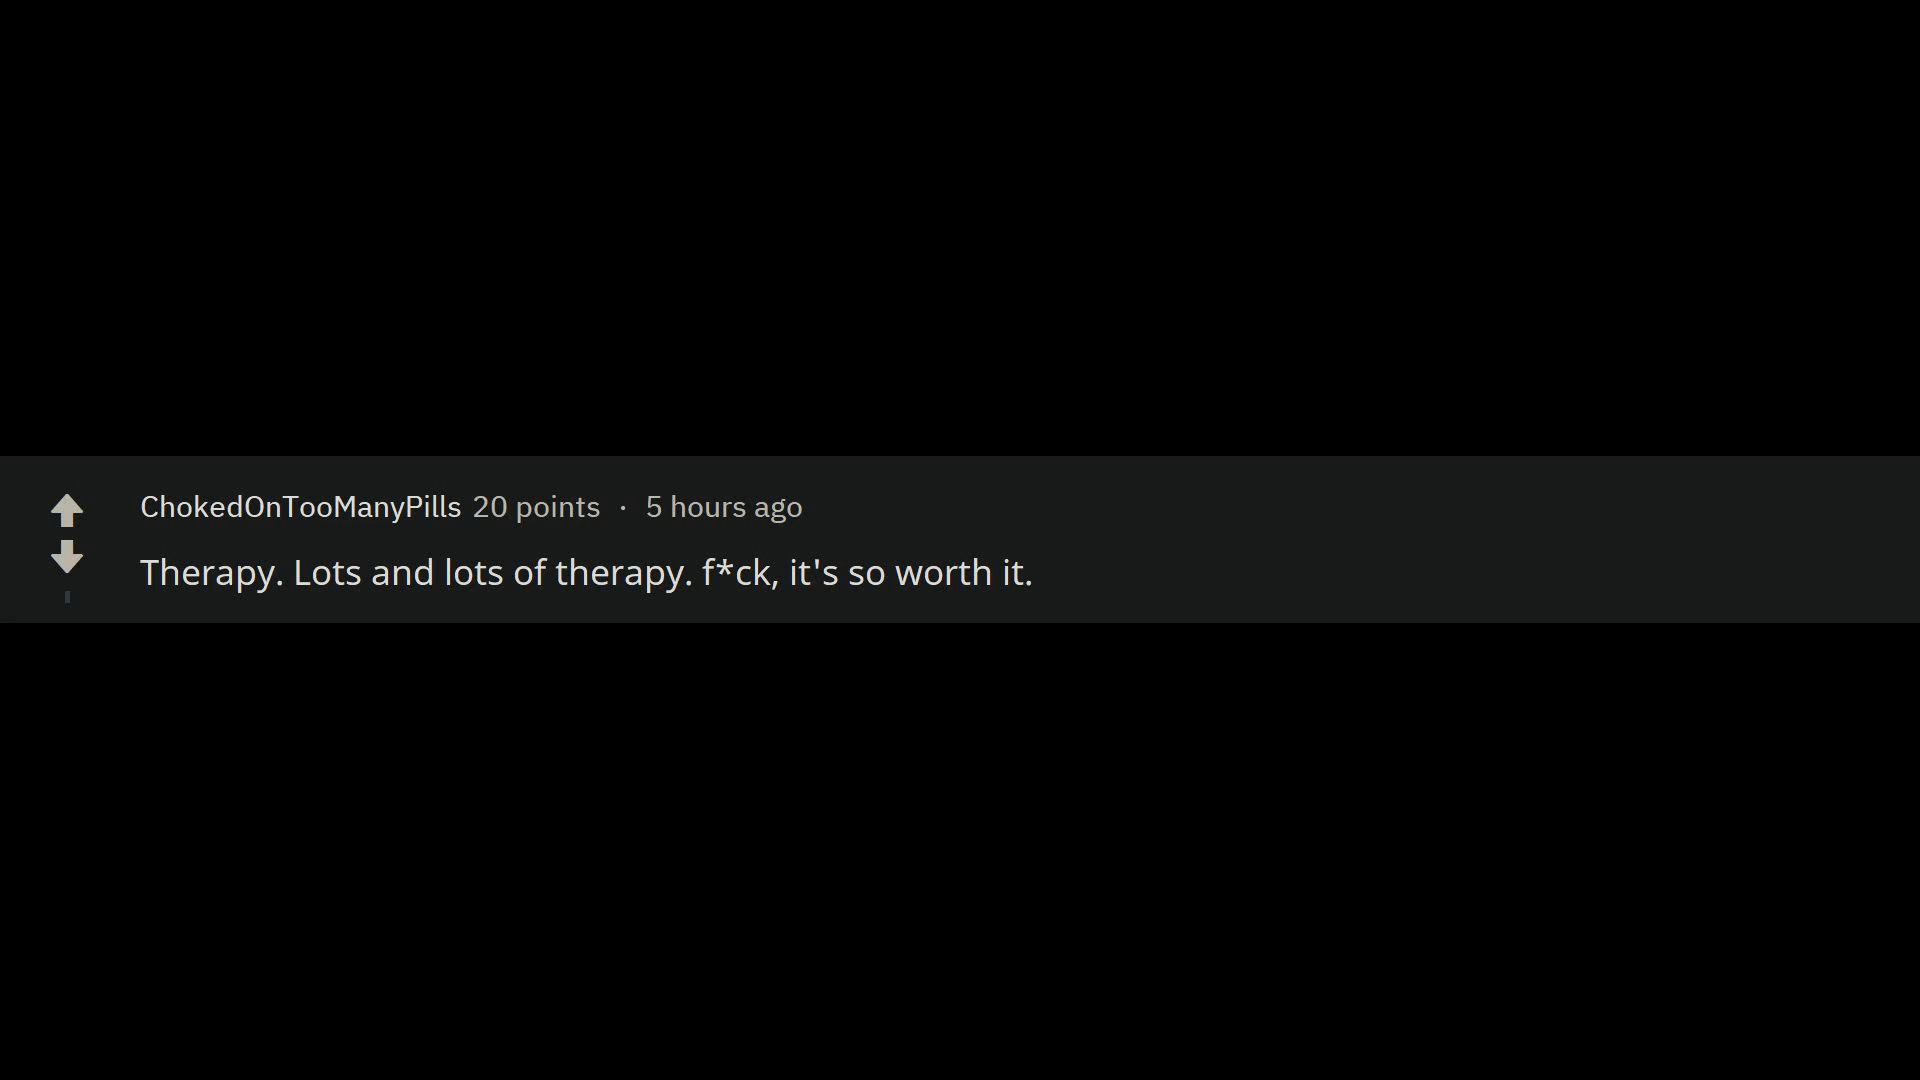 ChokedOnTooManyPills 20 points · 5 hours ago
Therapy. Lots and lots of therapy. f*ck, it's so worth it.